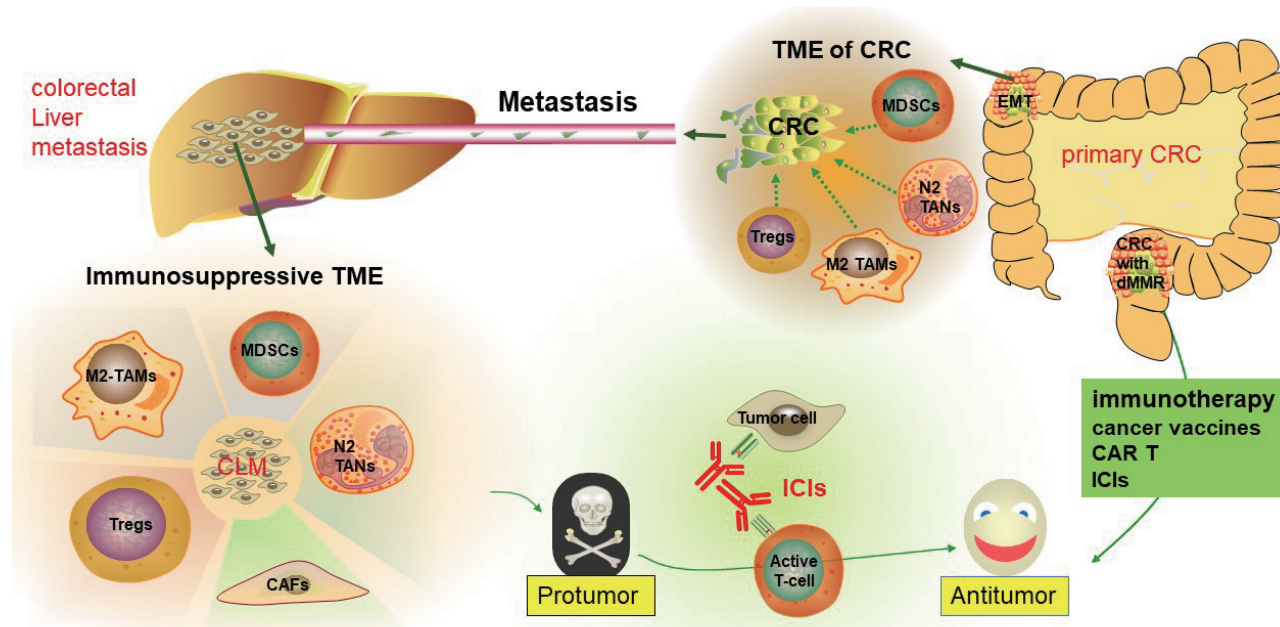 colorectal
Liver
metastasis
Metastasis
TME of CRC
MDSCs
CRC
N2
TANs
Tregs
M2 TAMs
EMT
primary CRC
CRC
with
dMMR
Immunosuppressive TME
M2-TAMs
MDSCs
N2
TANs
CLM
Tregs
CAFs
Protumor
Tumor cell
ICIs
Active
T-cell
Antitumor
immunotherapy
cancer vaccines
CAR T
ICIs